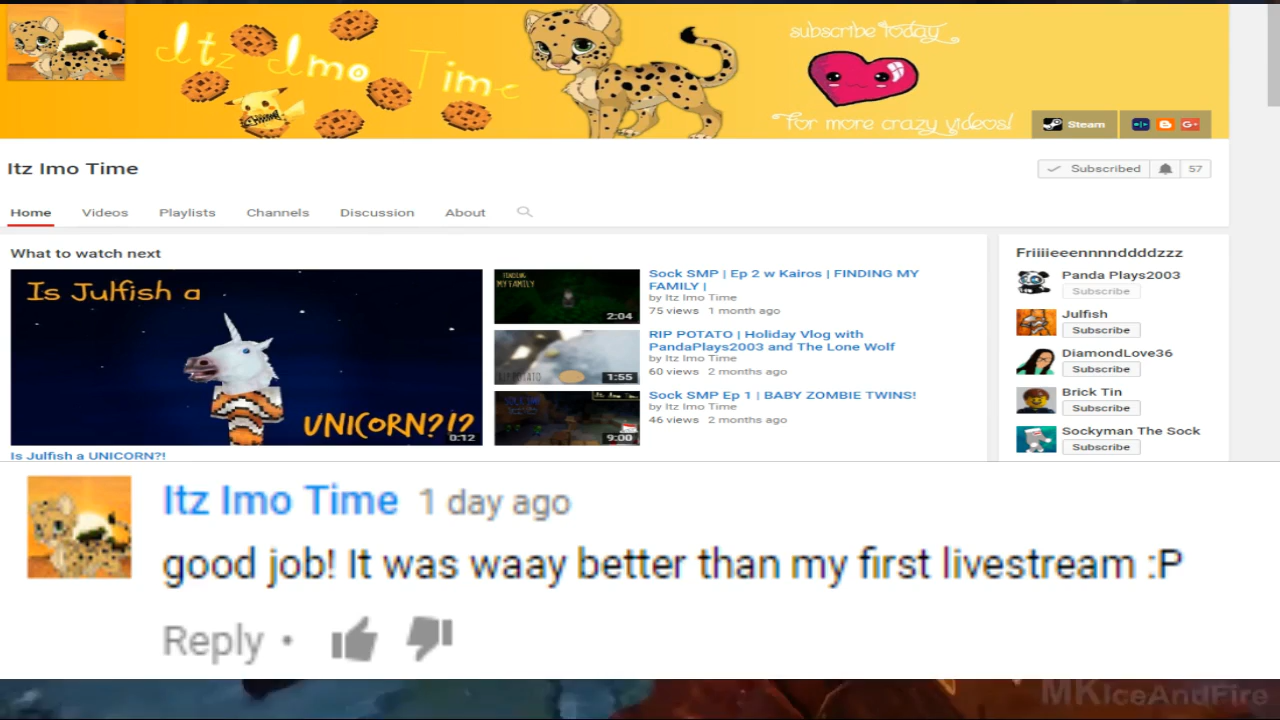 Itz Imo Time
subscribe today
For more crazy videos!
Steam
Itz Imo Time
Subscribed 57
Home Videos Playlists Channels Discussion About
What to watch next
Is Julfish a
UNICORN?!?
0:12
Is Julfish a UNICORN?!
FINDING
MY FAMILY
2:04
Sock SMP | Ep 2 w Kairos | FINDING MY
FAMILY |
by Itz Imo Time
75 views 1 month ago
1:55
RIP POTATO | Holiday Vlog with
PandaPlays2003 and The Lone Wolf
by Itz Imo Time
60 views 2 months ago
9:00
Sock SMP Ep 1 | BABY ZOMBIE TWINS!
by Itz Imo Time
46 views 2 months ago
Friiieeennnnddddzzz
Panda Plays2003
Subscribe
Julfish
Subscribe
DiamondLove36
Subscribe
Brick Tin
Subscribe
Sockyman The Sock
Subscribe
Itz Imo Time 1 day ago
good job! It was waay better than my first livestream :P
Reply •
MKIceAndFire